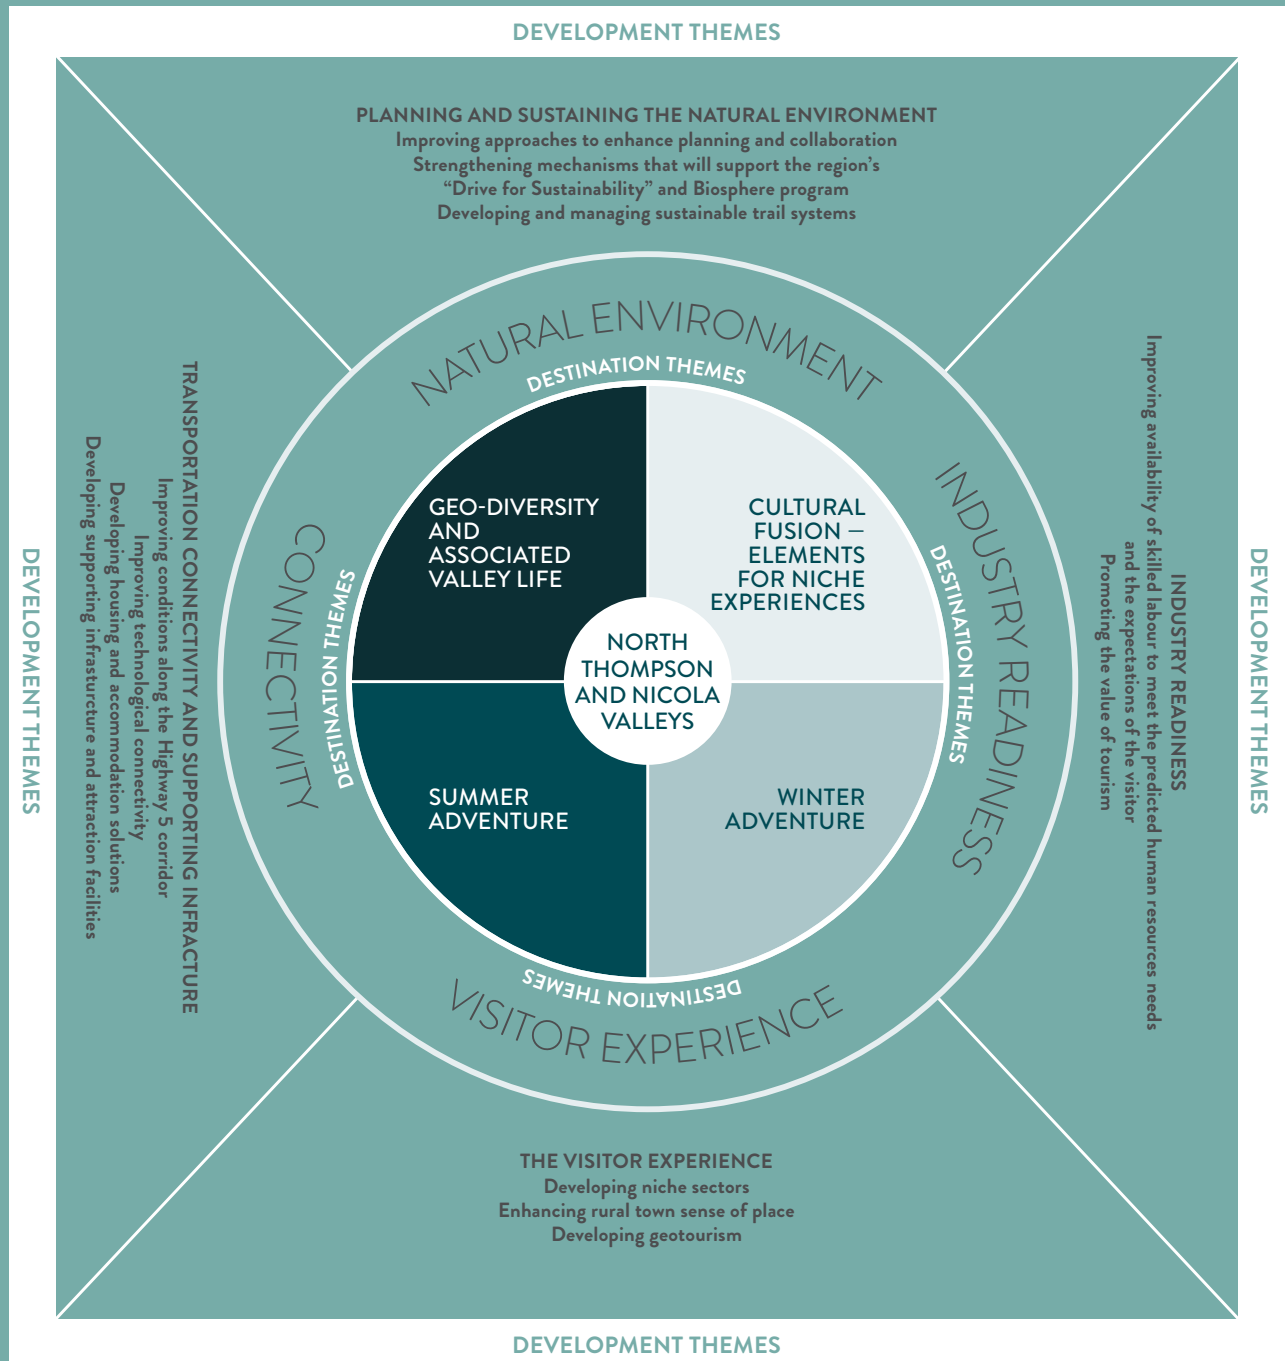 DEVELOPMENT THEMES
PLANNING AND SUSTAINING THE NATURAL ENVIRONMENT
Improving approaches to enhance planning and collaboration
Strengthening mechanisms that will support the region’s
“Drive for Sustainability” and Biosphere program
Developing and managing sustainable trail systems
NATURAL ENVIRONMENT
DESTINATION THEMES
DEVELOPMENT THEMES
TRANSPORTATION CONNECTIVITY AND SUPPORTING INFRACTURE
Improving conditions along the Highway 5 corridor
Improving technological connectivity
Developing housing and accommodation solutions
Developing supporting infrasturcture and attraction facilities
CONNECTIVITY
DESTINATION THEMES
GEO-DIVERSITY
AND
ASSOCIATED
VALLEY LIFE
CULTURAL
FUSION –
ELEMENTS
FOR NICHE
EXPERIENCES
NORTH
THOMPSON
AND NICOLA
VALLEYS
SUMMER
ADVENTURE
WINTER
ADVENTURE
DESTINATION THEMES
INDUSTRY READINESS
INDUSTRY READINESS
Improving availability of skilled labour to meet the predicted human resources needs
and the expectations of the visitor
Promoting the value of tourism
DEVELOPMENT THEMES
DESTINATION THEMES
VISITOR EXPERIENCE
THE VISITOR EXPERIENCE
Developing niche sectors
Enhancing rural town sense of place
Developing geotourism
DEVELOPMENT THEMES